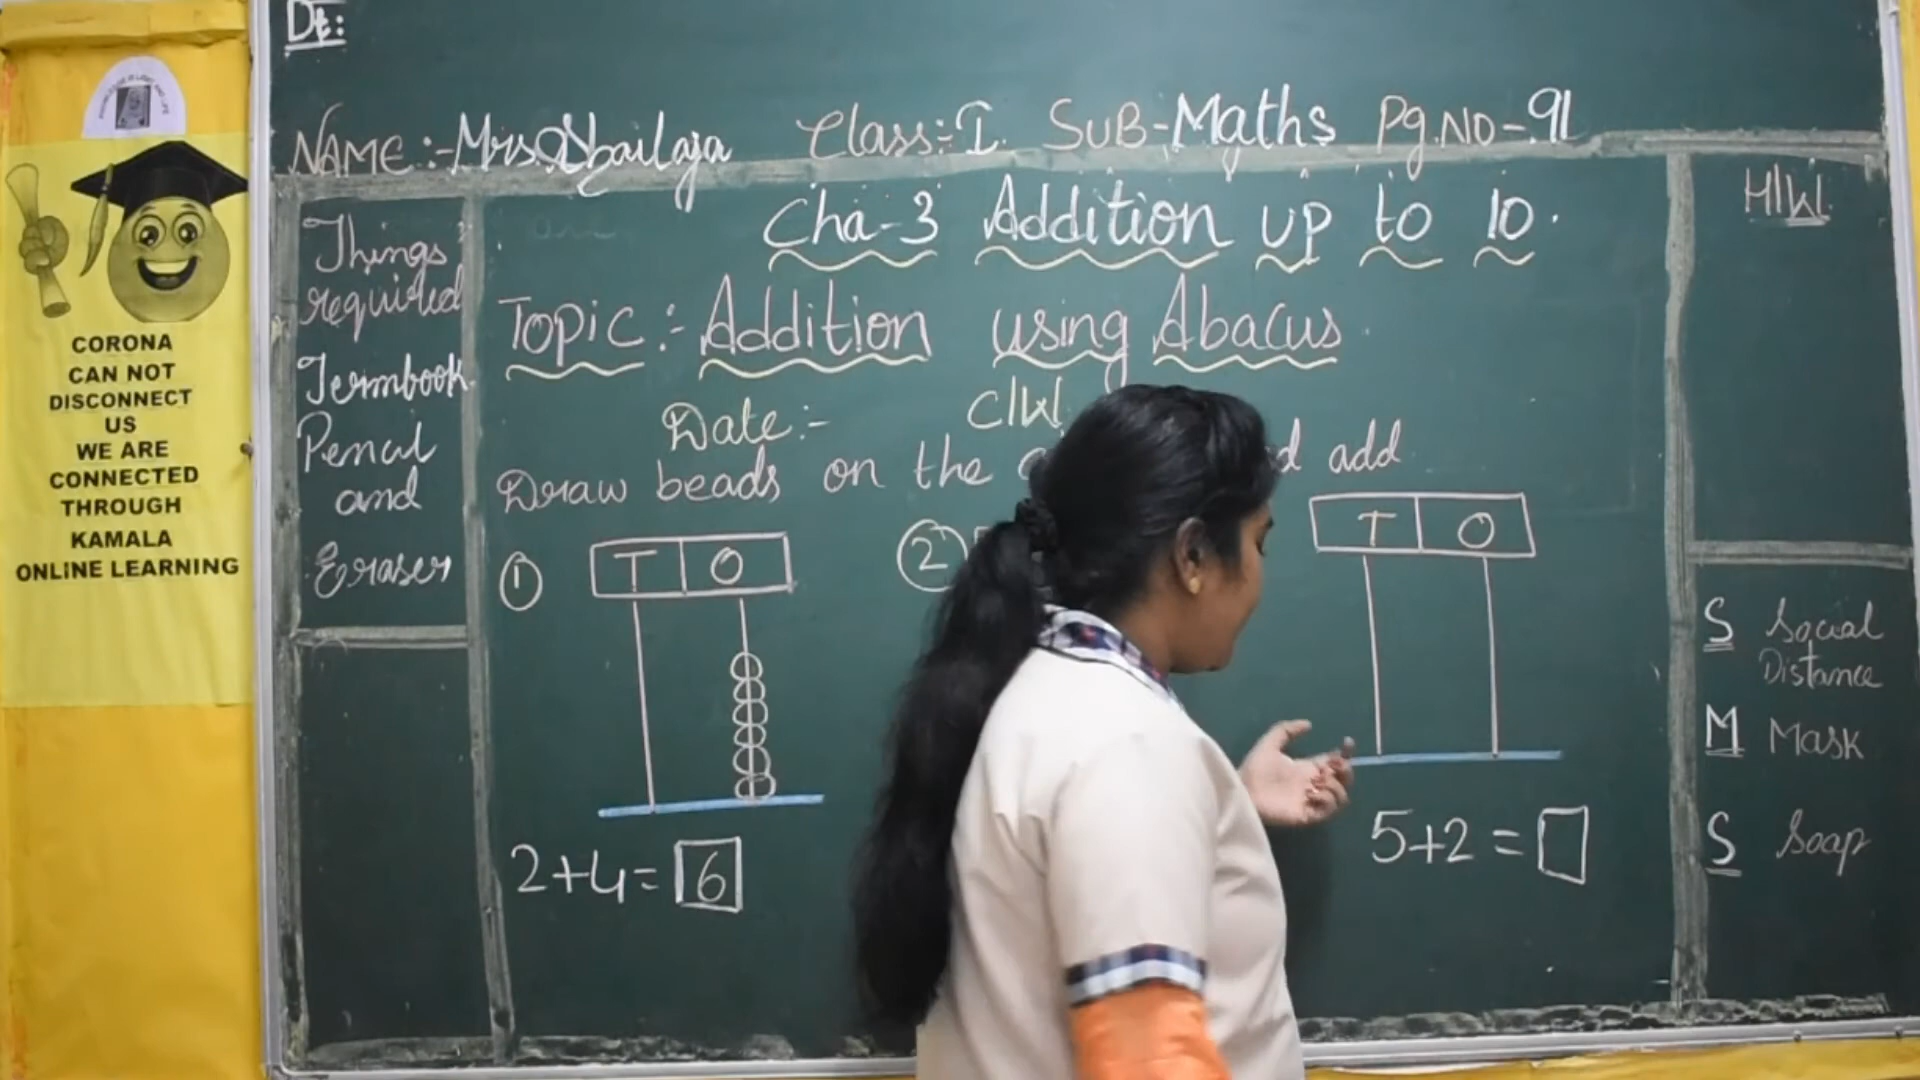 Dt:
NAME:-Mrs. Shailaja Class:-I SUB-Maths Pg.No-91
Cha-3 Addition up to 10.
Topic:- Addition using Abacus.
Date:- C/W
Draw beads on the add
① T O
②
T O
2+4= 6
5+2 =
Things
required
Termbook
Pencil
and
Eraser
H/W
S Social
Distance
M Mask
S Soap
CORONA
CAN NOT
DISCONNECT
US
WE ARE
CONNECTED
THROUGH
KAMALA
ONLINE LEARNING